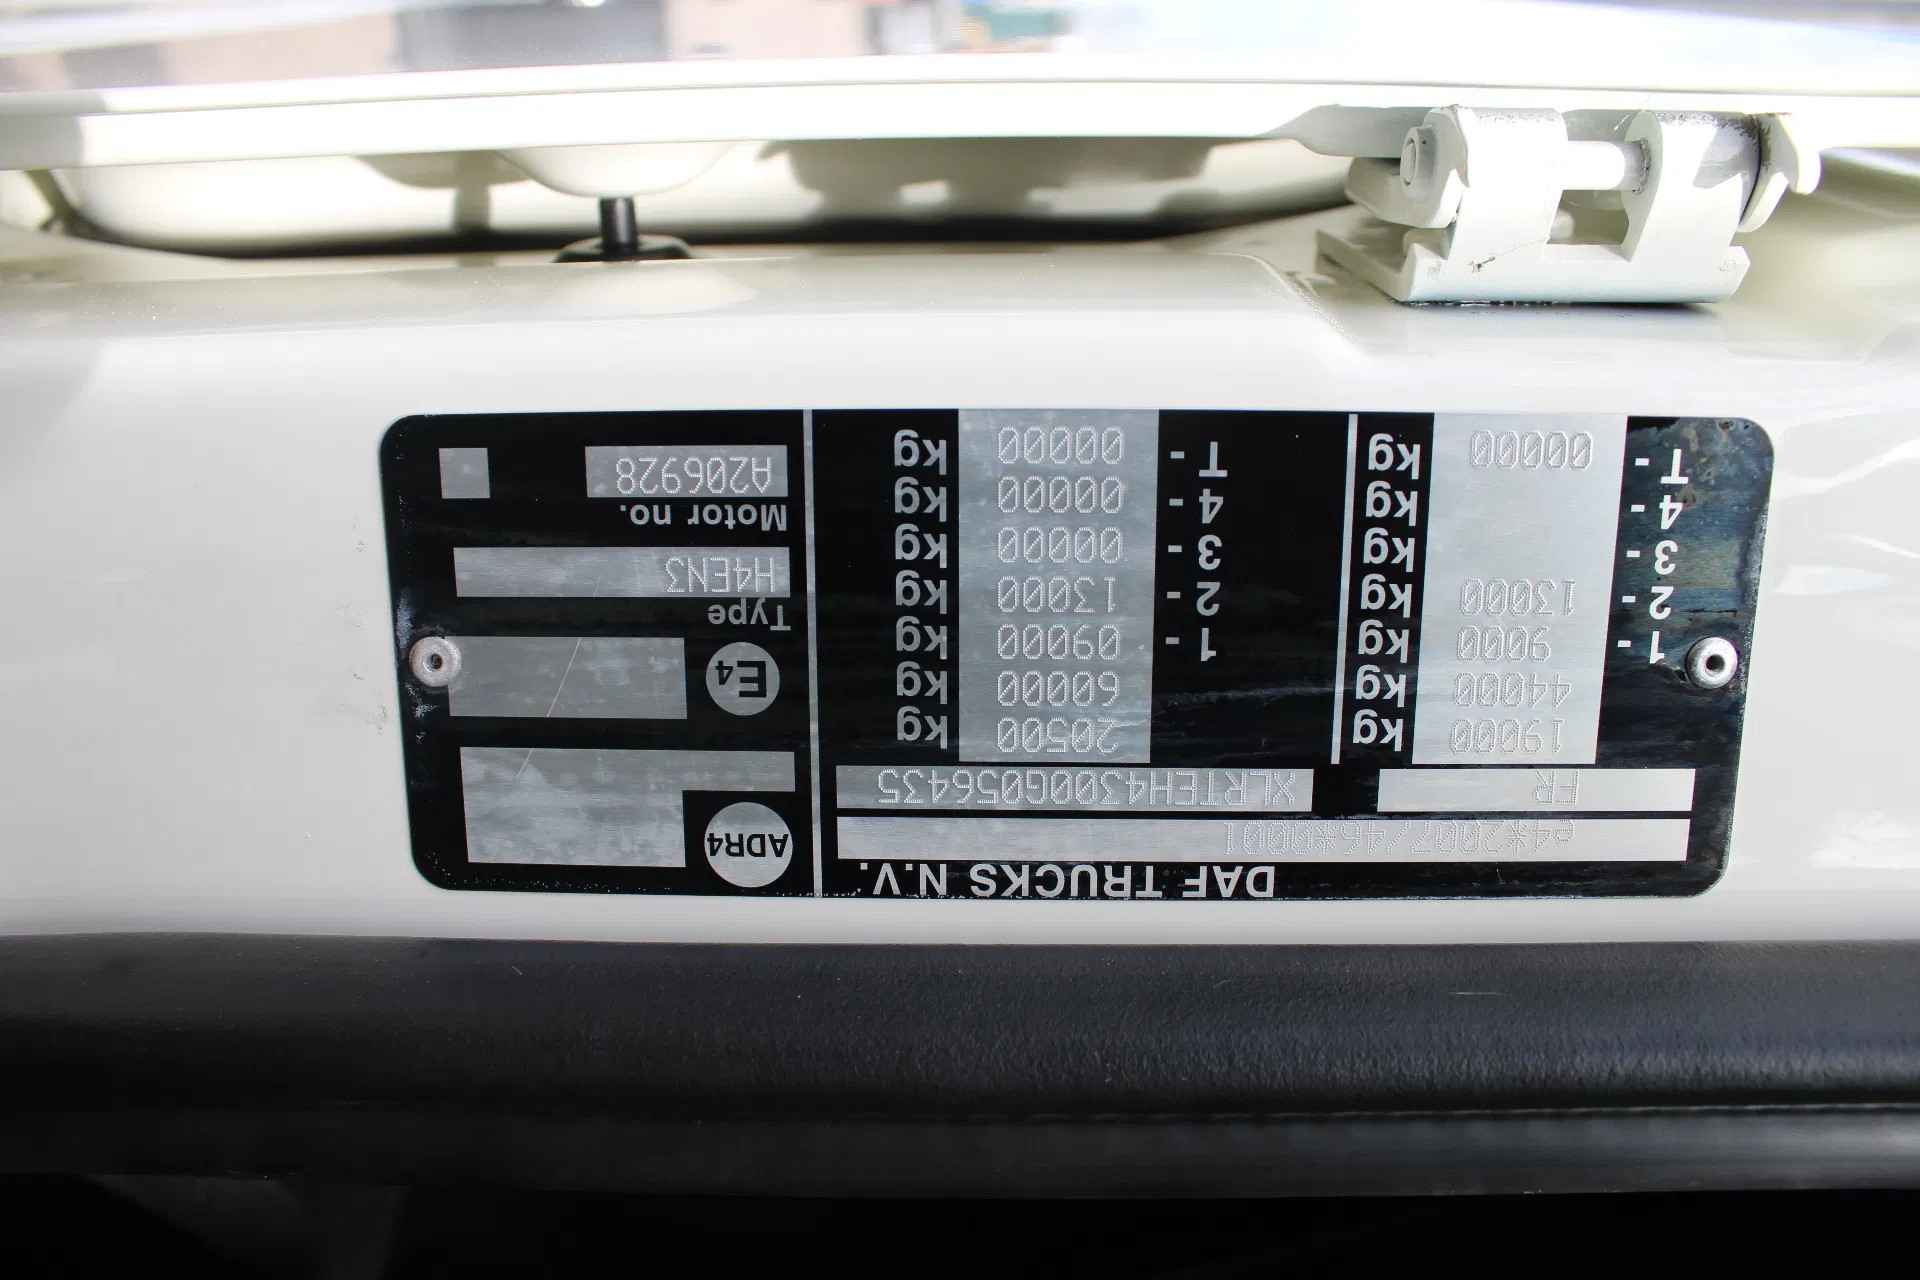 DAF TRUCKS N.V.
e4*2007/46*0001
FR XLRTEH4300G056435
19000 kg 20500 kg
44000 kg 60000 kg
1- 9000 kg 1- 09000 kg
2- 13000 kg 2- 13000 kg
3- kg 3- 00000 kg
4- kg 4- 00000 kg
T- 00000 kg T- 00000 kg
ADR4
E4
Type
H4EN3
Motor no.
A206928